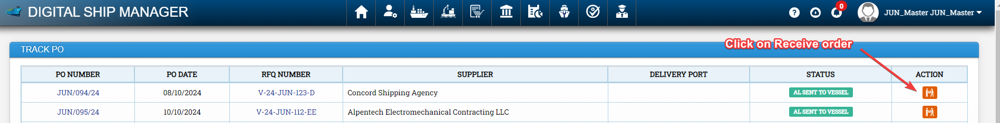 DIGITAL SHIP MANAGER
?
0
JUN_Master JUN_Master
TRACK PO
Click on Receive order
PO NUMBER PO DATE RFQ NUMBER SUPPLIER DELIVERY PORT STATUS ACTION
JUN/094/24 08/10/2024 V-24-JUN-123-D Concord Shipping Agency AL SENT TO VESSEL
JUN/095/24 10/10/2024 V-24-JUN-112-EE Alpentech Electromechanical Contracting LLC AL SENT TO VESSEL